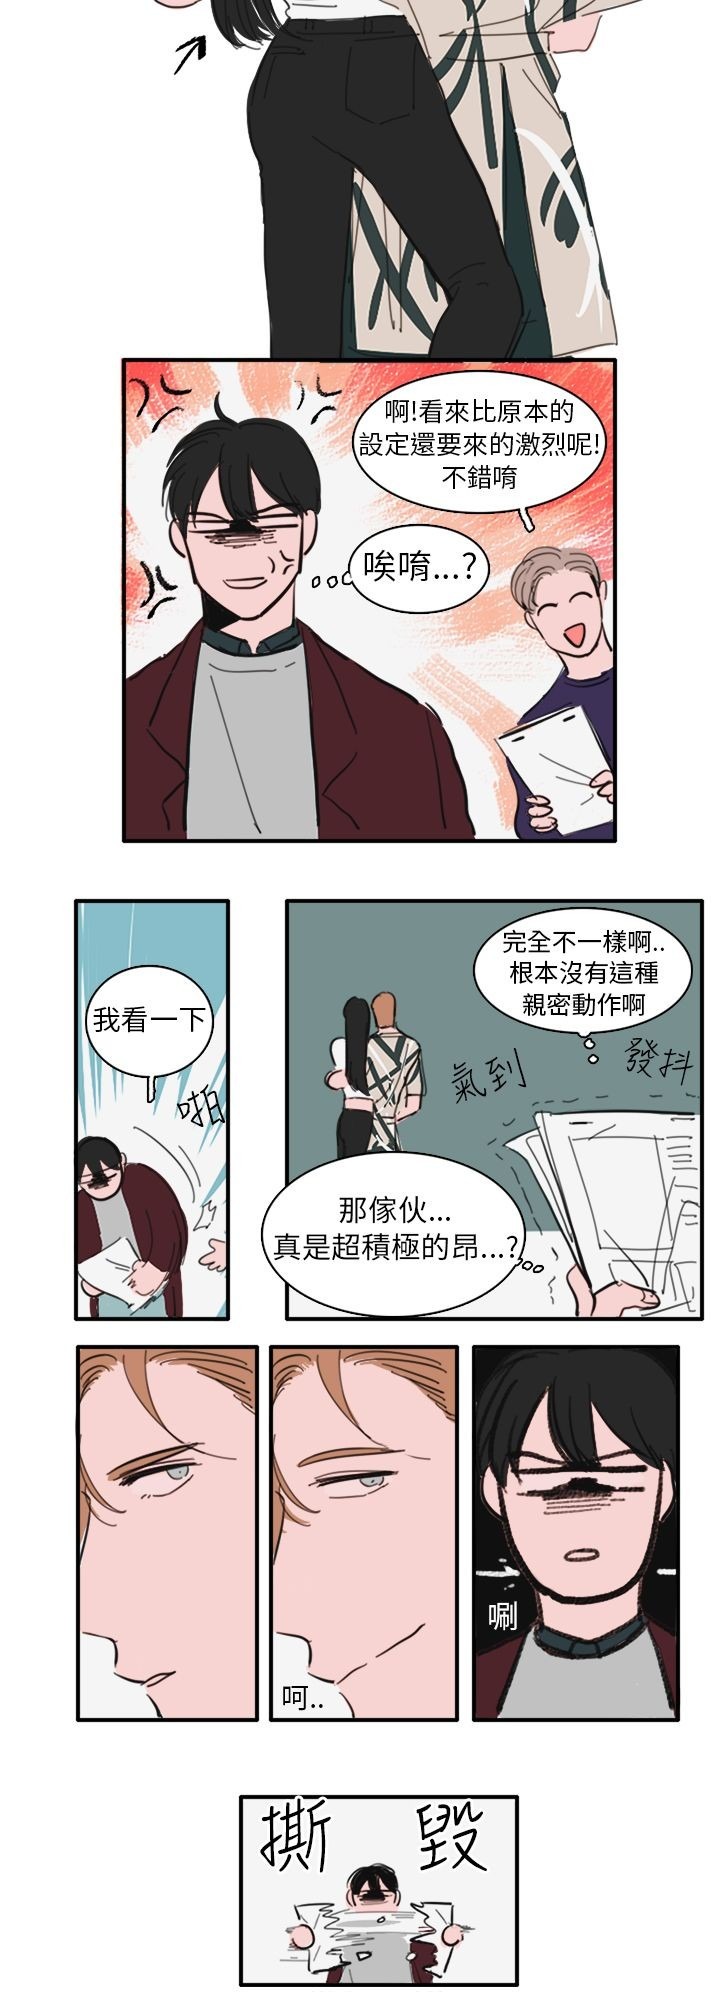 啊!看來比原本的
設定還要來的激烈呢!
不錯唷
唉唷...?
我看一下
啪
完全不一樣啊..
根本沒有這種
親密動作啊
氣到
發抖
那傢伙...
真是超積極的昂...?
呵..
唰
撕 毀